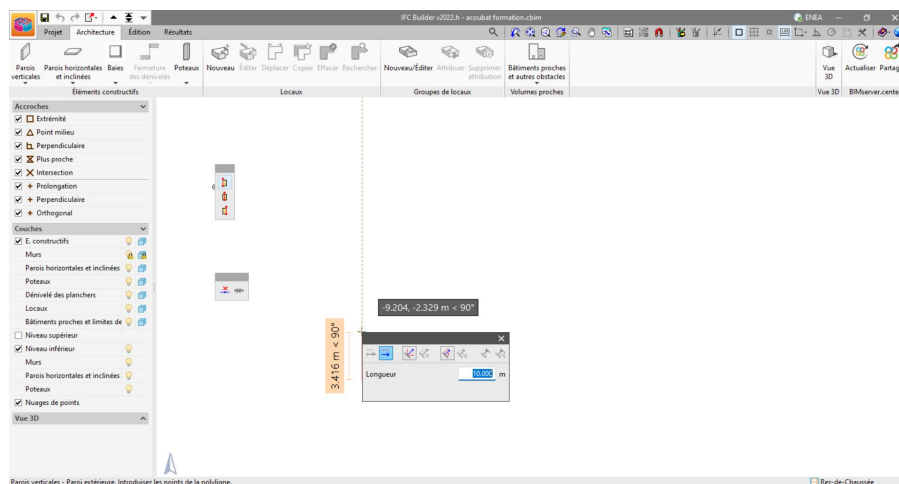 IFC Builder v2022.h - acoubat formation.cbim
ENEA
Projet Architecture Édition Résultats
Parois verticales
Parois horizontales et inclinées
Baies
Fermeture des dénivelés
Poteaux
Nouveau Éditer Déplacer Copier Effacer Rechercher
Nouveau/Éditer Attribuer Supprimer attribution
Bâtiments proches et autres obstacles
Vue 3D
Actualiser Partag
Éléments constructifs
Locaux
Groupes de locaux
Volumes proches
Vue 3D
BIMserver.center
Accroches
Extrémité
Point milieu
Perpendiculaire
Plus proche
Intersection
Prolongation
Perpendiculaire
Orthogonal
Couches
E. constructifs
Murs
Parois horizontales et inclinées
Poteaux
Dénivelé des planchers
Locaux
Bâtiments proches et limites de
Niveau supérieur
Niveau inférieur
Murs
Parois horizontales et inclinées
Poteaux
Nuages de points
Vue 3D
-9.204, -2.329 m < 90°
3.416 m < 90°
Longueur 10.000 m
Parois verticales - Paroi extérieure. Introduisez les points de la polyligne.
Rez-de-Chaussée